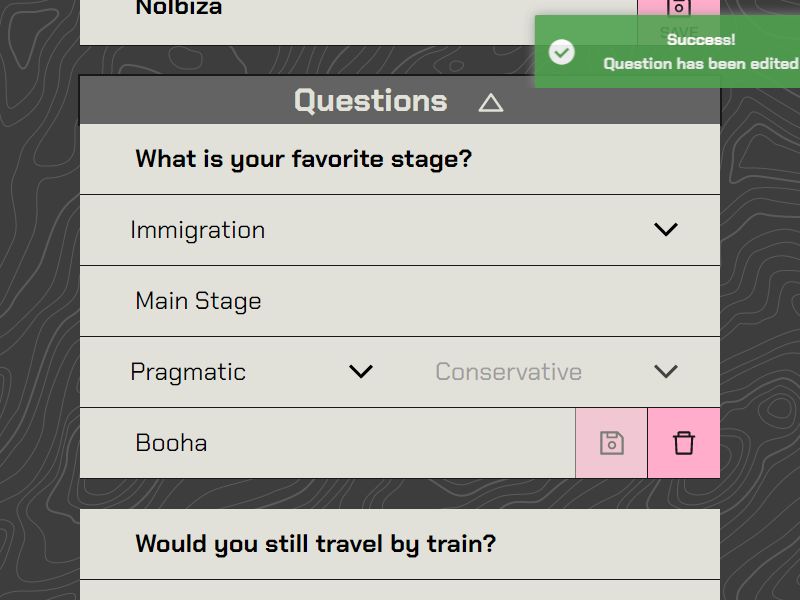 Nolbiza
SAVE
Success!
Question has been edited
Questions
What is your favorite stage?
Immigration
Main Stage
Pragmatic
Conservative
Booha
Would you still travel by train?